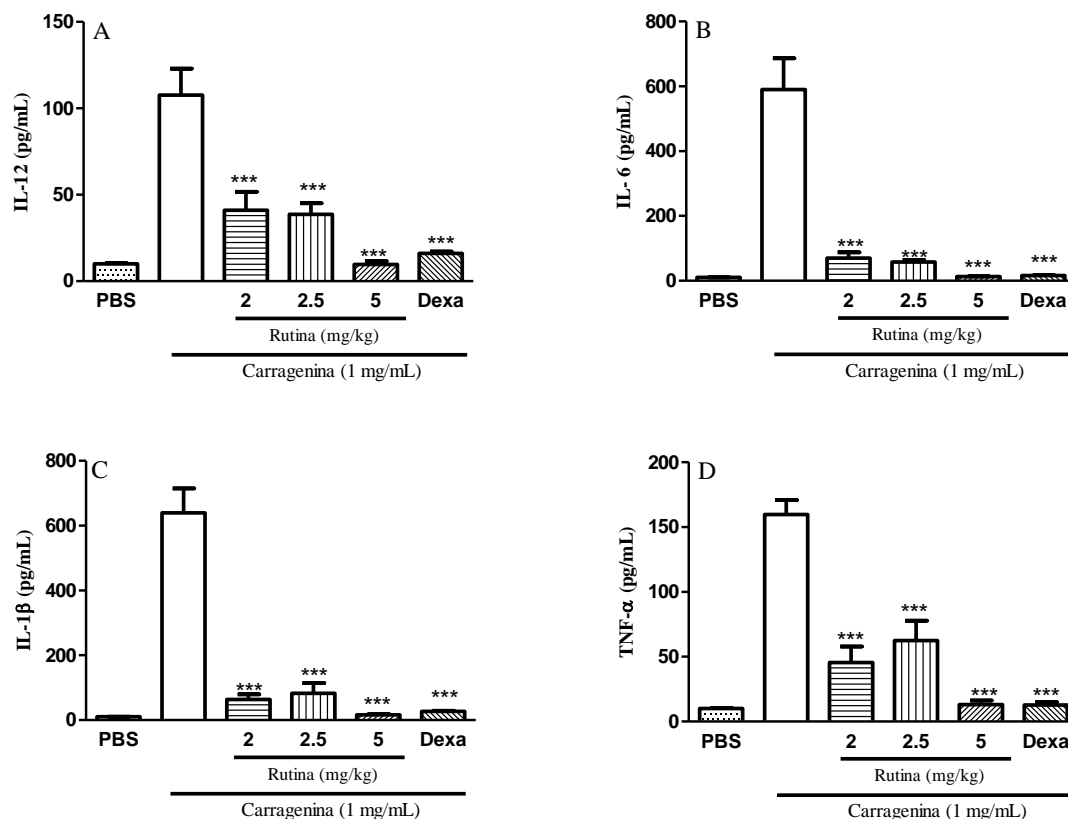 A
IL-12 (pg/mL)
150
100
50
0
*** *** *** ***
PBS 2 2.5 5 Dexa
Rutina (mg/kg)
Carragenina (1 mg/mL)
B
IL- 6 (pg/mL)
800
600
400
200
0
*** *** *** ***
PBS 2 2.5 5 Dexa
Rutina (mg/kg)
Carragenina (1 mg/mL)
C
IL-1β (pg/mL)
800
600
400
200
0
*** *** *** ***
PBS 2 2.5 5 Dexa
Rutina (mg/kg)
Carragenina (1 mg/mL)
D
TNF-α (pg/mL)
200
150
100
50
0
*** *** *** ***
PBS 2 2.5 5 Dexa
Rutina (mg/kg)
Carragenina (1 mg/mL)